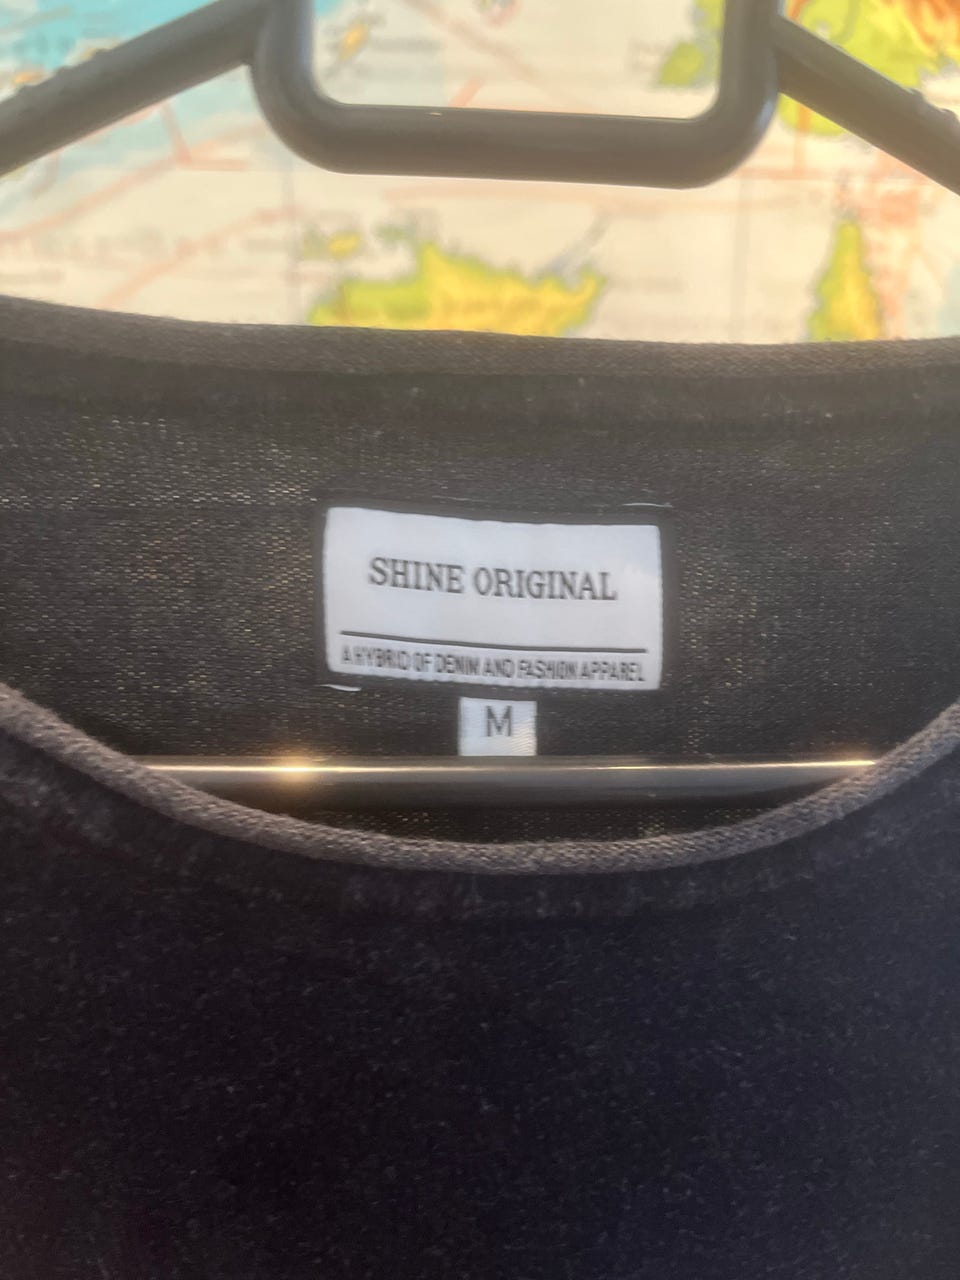 SHINE ORIGINAL
A HYBRID OF DENIM AND FASHION APPAREL
M